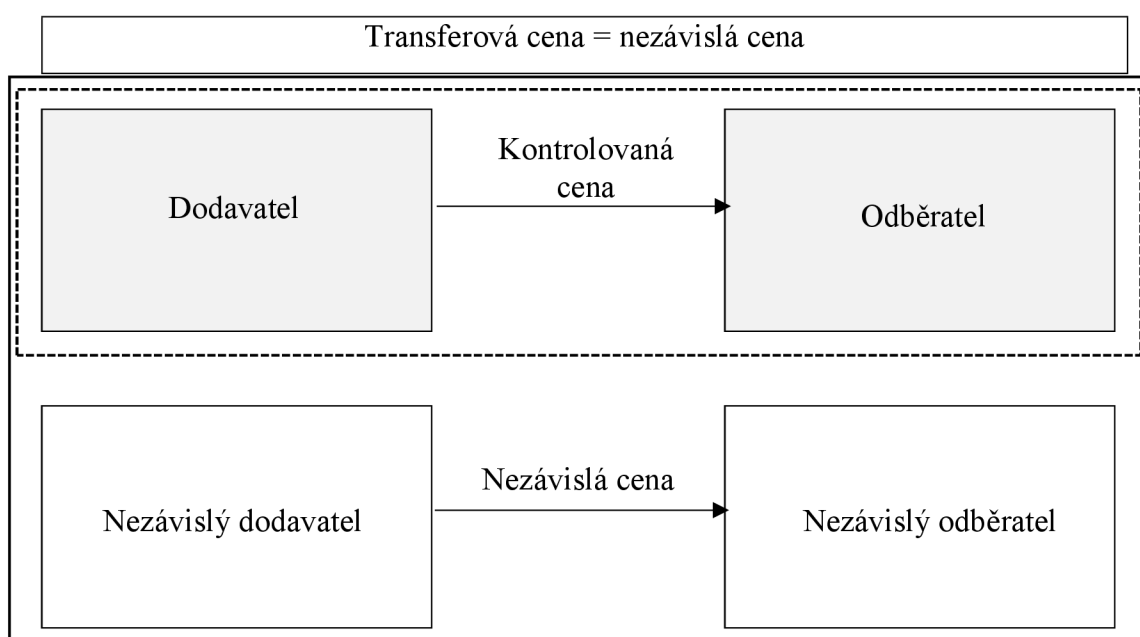 Transferová cena = nezávislá cena
Kontrolovaná
cena
Dodavatel
Odběratel
Nezávislá cena
Nezávislý dodavatel
Nezávislý odběratel